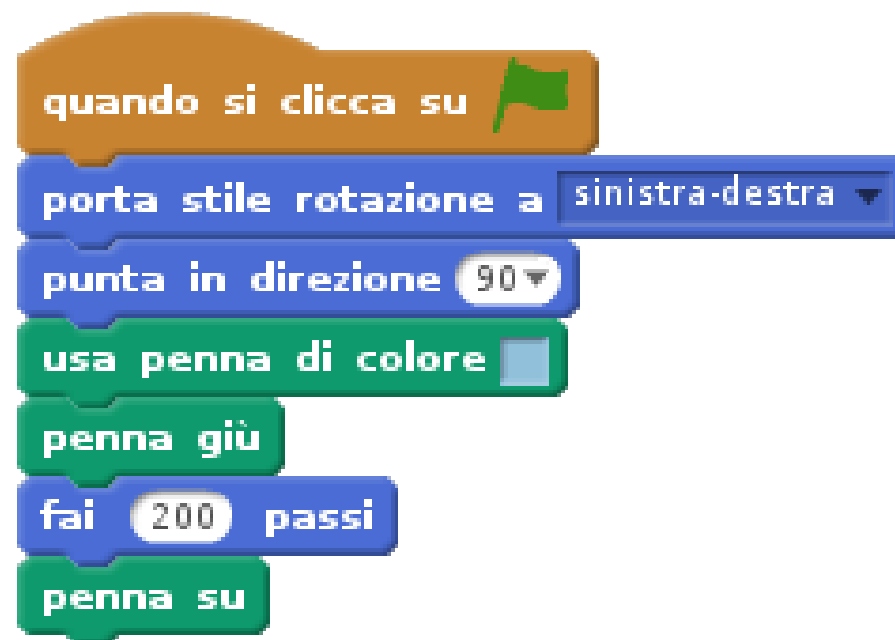 quando si clicca su
porta stile rotazione a sinistra-destra
punta in direzione 90
usa penna di colore
penna giù
fai 200 passi
penna su